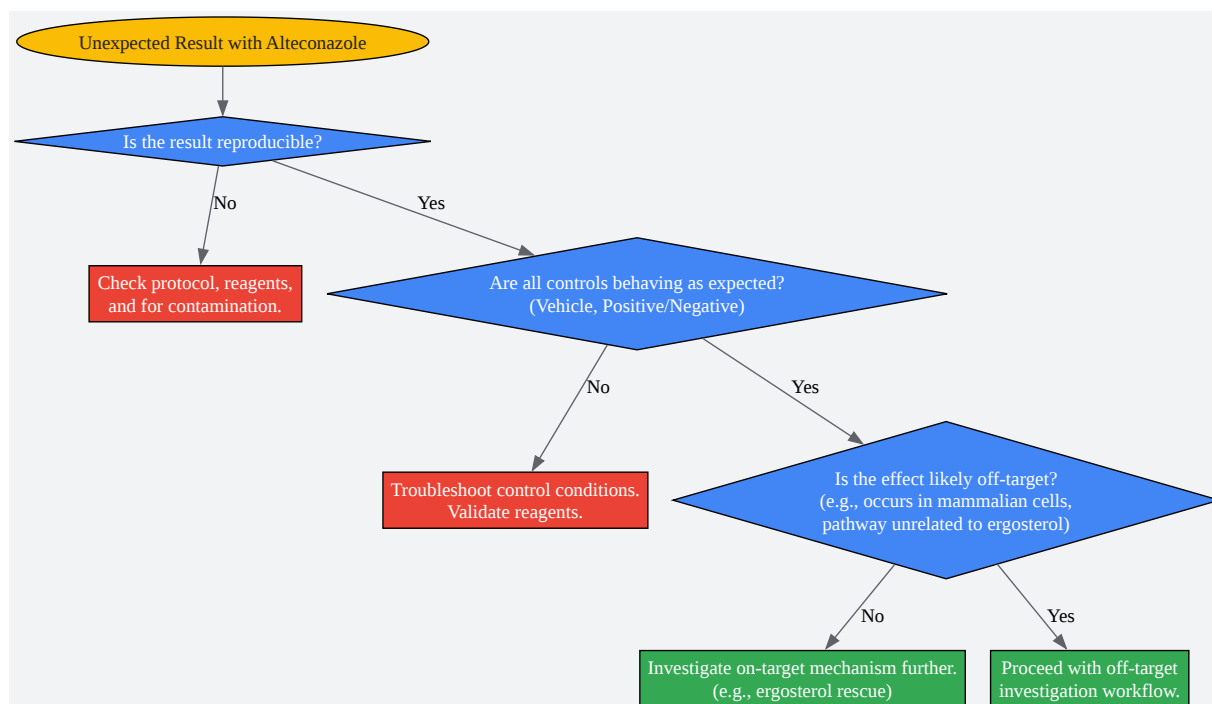 Unexpected Result with Alteconazole
Is the result reproducible?
No
Yes
Check protocol, reagents,
and for contamination.
Are all controls behaving as expected?
(Vehicle, Positive/Negative)
No
Yes
Troubleshoot control conditions.
Validate reagents.
Is the effect likely off-target?
(e.g., occurs in mammalian cells,
pathway unrelated to ergosterol)
No
Yes
Investigate on-target mechanism further.
(e.g., ergosterol rescue)
Proceed with off-target
investigation workflow.